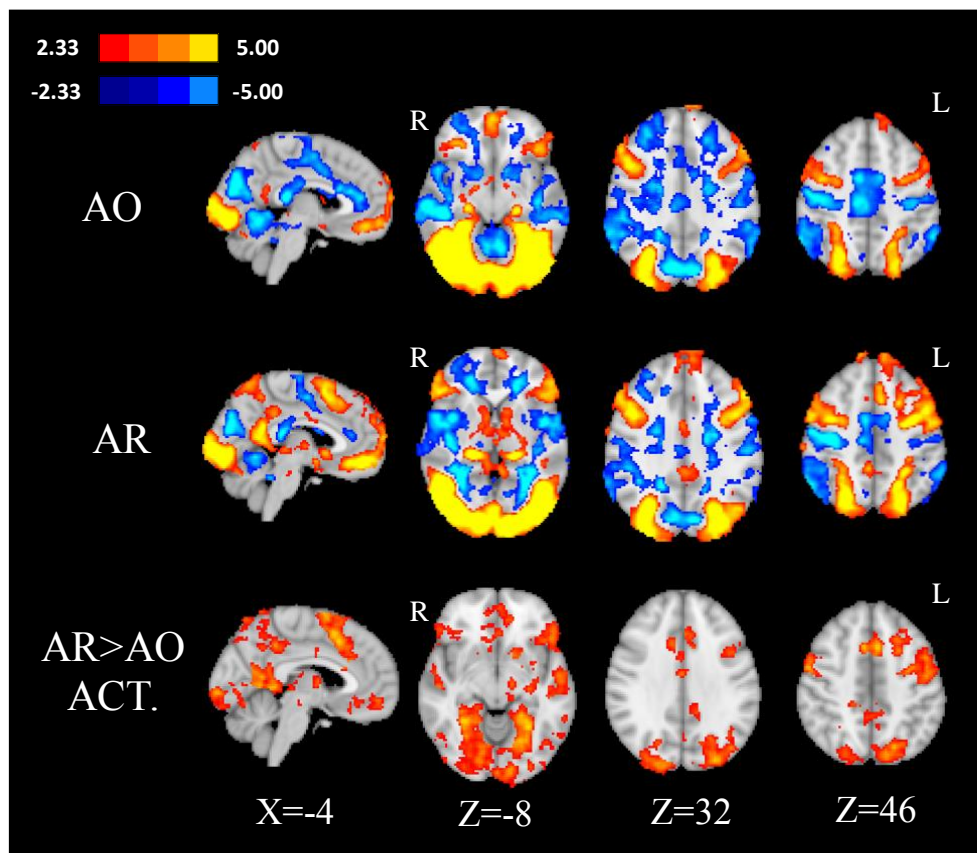 2.33 5.00
-2.33 -5.00
R L
AO
R L
AR
R L
AR>AO
ACT.
X=-4 Z=-8 Z=32 Z=46